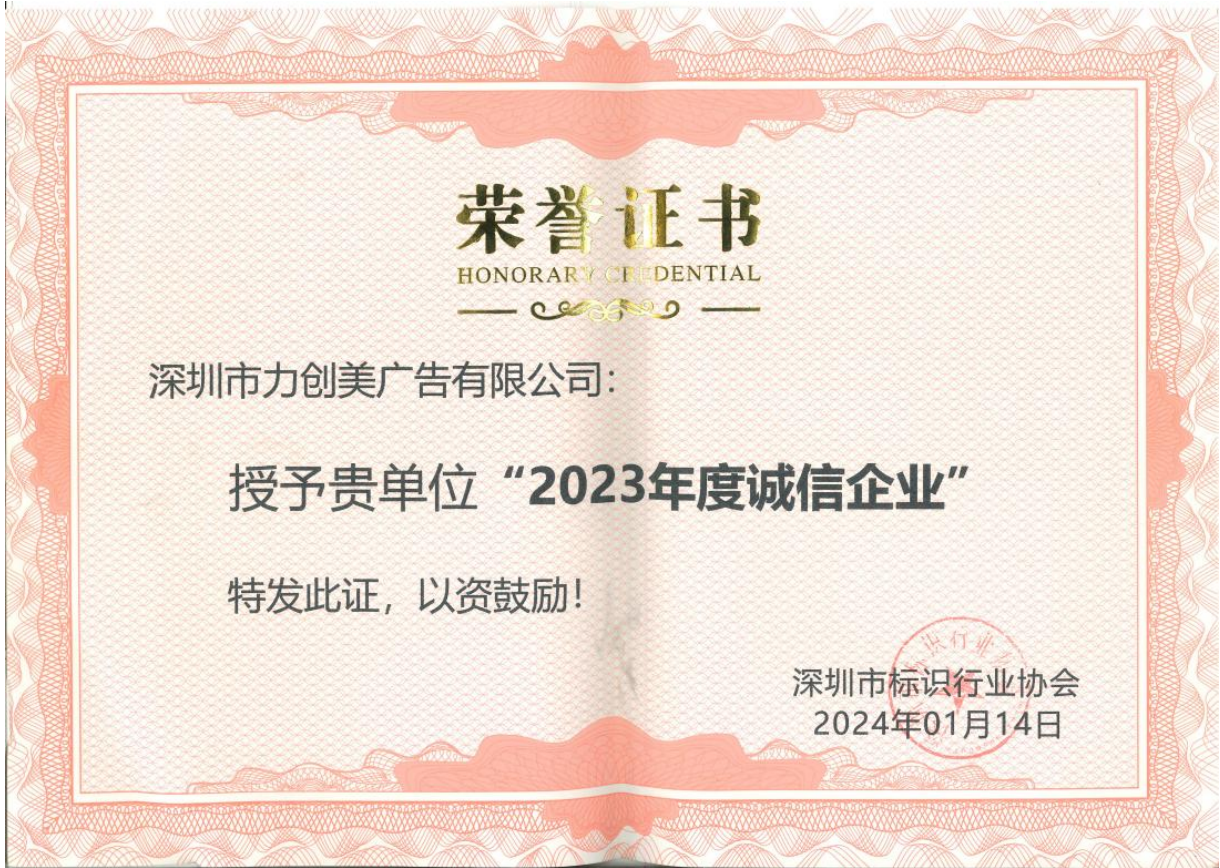 荣誉证书
HONORARY CREDENTIAL
深圳市力创美广告有限公司：
授予贵单位“2023年度诚信企业”
特发此证，以资鼓励！
深圳市标识行业协会
2024年01月14日